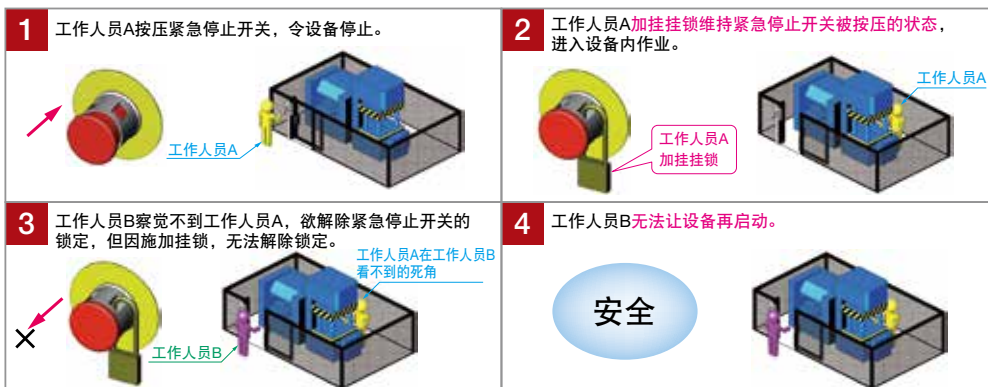 1
工作人员A按压紧急停止开关，令设备停止。
工作人员A
2
工作人员A加挂挂锁维持紧急停止开关被按压的状态，
进入设备内作业。
工作人员A
工作人员A
加挂挂锁
3
工作人员B察觉不到工作人员A，欲解除紧急停止开关的
锁定，但因施加挂锁，无法解除锁定。
工作人员A在工作人员B
看不到的死角
工作人员B
4
工作人员B无法让设备再启动。
安全